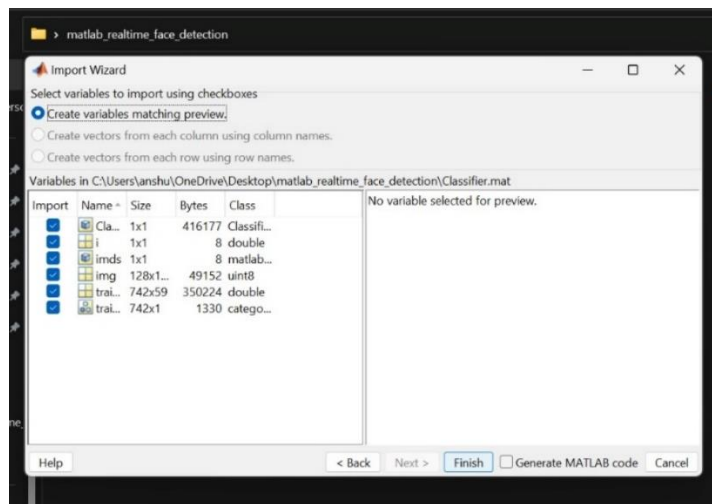 matlab_realtime_face_detection
Import Wizard
Select variables to import using checkboxes
Create variables matching preview.
Create vectors from each column using column names.
Create vectors from each row using row names.
Variables in C:\Users\anshu\OneDrive\Desktop\matlab_realtime_face_detection\Classifier.mat
Import Name Size Bytes Class
Cla... 1x1 416177 Classifi...
i 1x1 8 double
imds 1x1 8 matlab...
img 128x1... 49152 uint8
trai... 742x59 350224 double
trai... 742x1 1330 catego...
No variable selected for preview.
Help < Back Next > Finish Generate MATLAB code Cancel